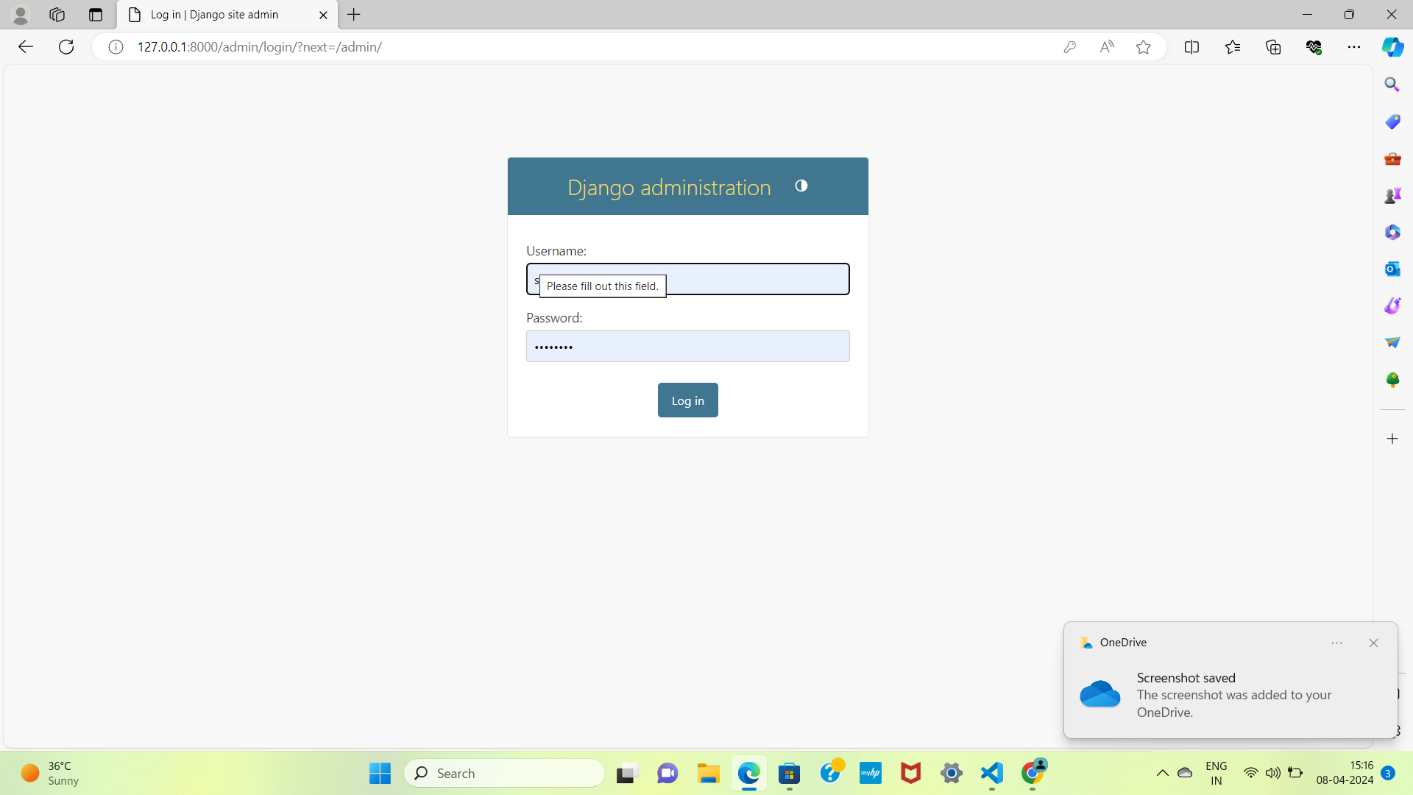 Log in | Django site admin
127.0.0.1:8000/admin/login/?next=/admin/
Django administration
Username:
s
Please fill out this field.
Password:
••••••••
Log in
OneDrive
Screenshot saved
The screenshot was added to your
OneDrive.
36°C
Sunny
Search
myhp
ENG
IN
15:16
08-04-2024
3